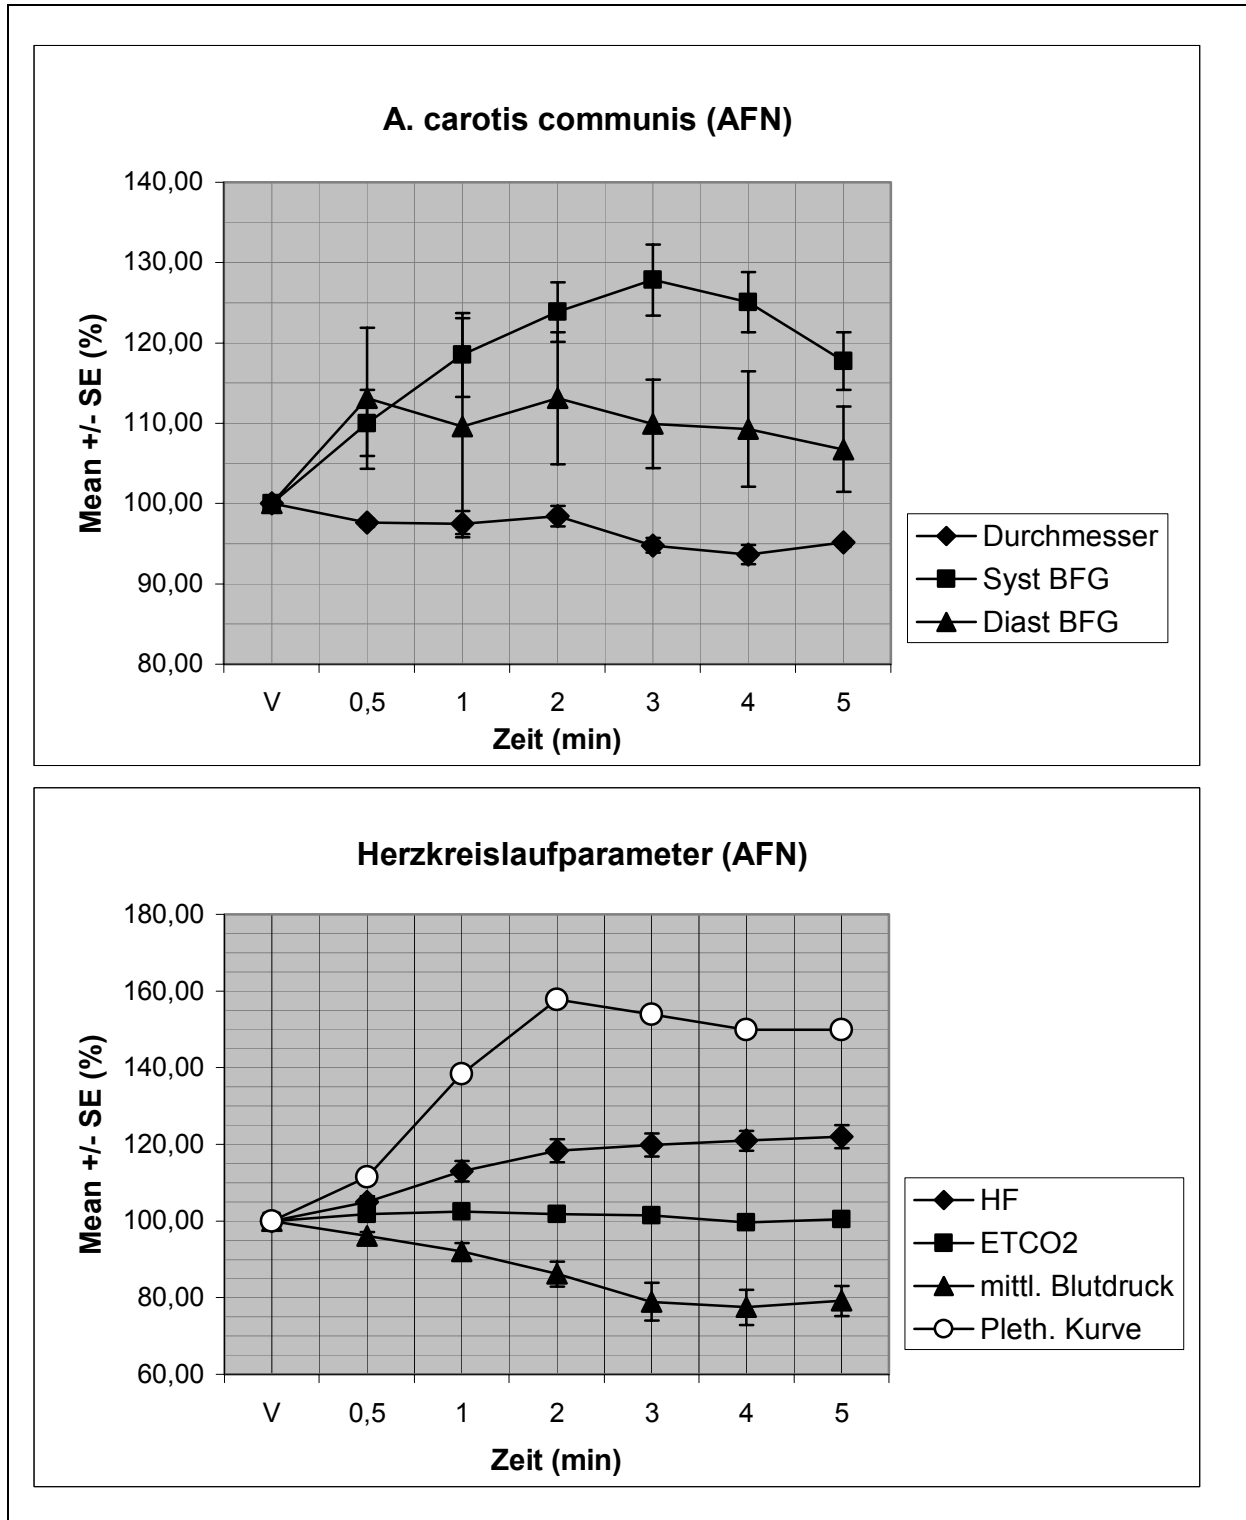 A. carotis communis (AFN)
140,00
130,00
120,00
110,00
100,00
90,00
80,00
Mean +/- SE (%)
V 0,5 1 2 3 4 5
Zeit (min)
Durchmesser
Syst BFG
Diast BFG
Herzkreislaufparameter (AFN)
180,00
160,00
140,00
120,00
100,00
80,00
60,00
Mean +/- SE (%)
V 0,5 1 2 3 4 5
Zeit (min)
HF
ETCO2
mittl. Blutdruck
Pleth. Kurve